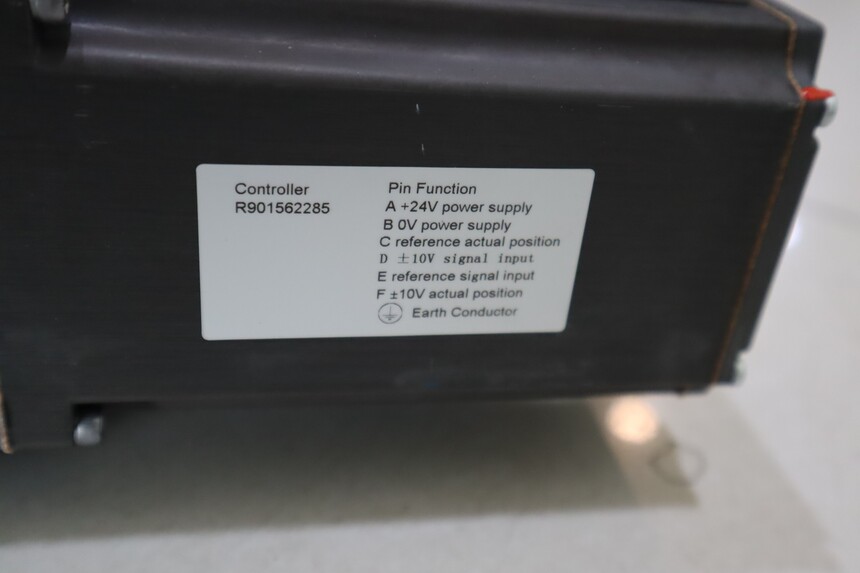 Controller
R901562285
Pin Function
A +24V power supply
B 0V power supply
C reference actual position
D ±10V signal input
E reference signal input
F ±10V actual position
Earth Conductor